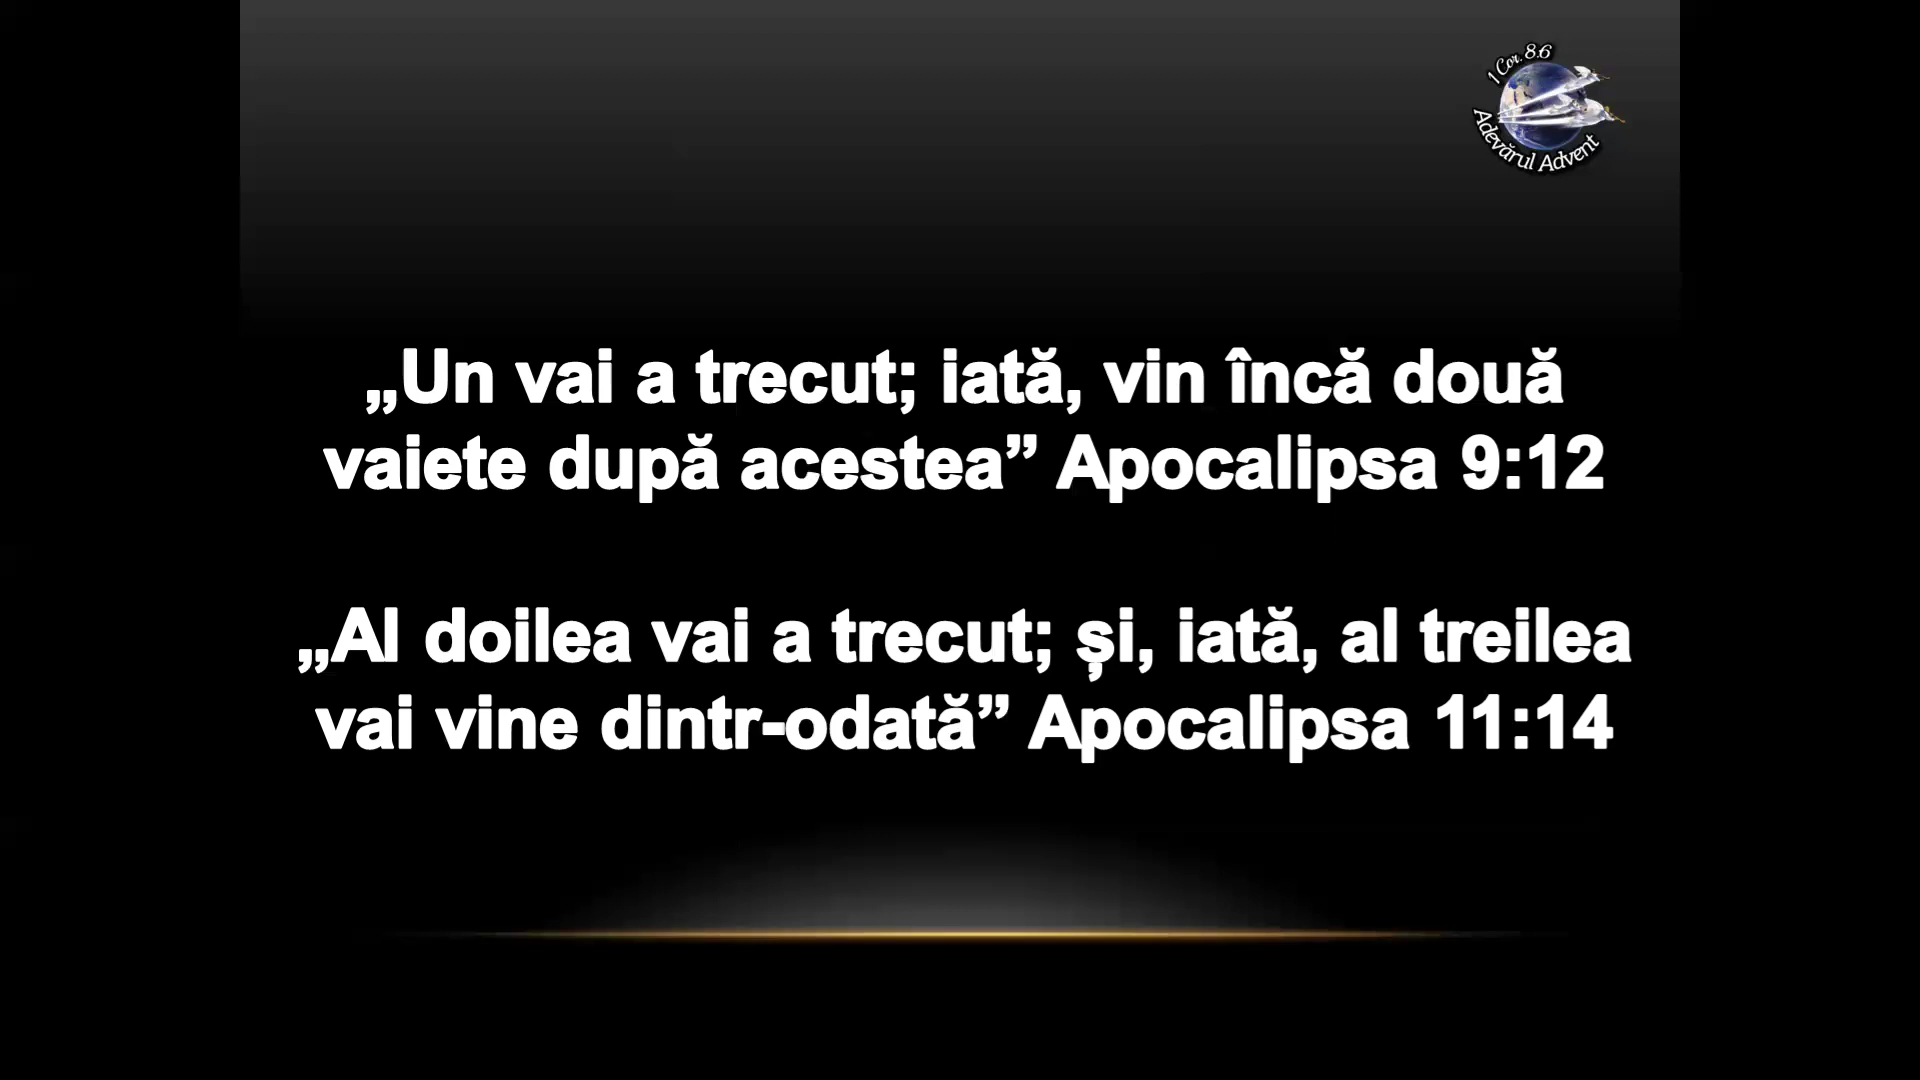 1 Cor. 8:6
Adevărul Advent
„Un vai a trecut; iată, vin încă două
vaiete după acestea” Apocalipsa 9:12
„Al doilea vai a trecut; și, iată, al treilea
vai vine dintr-odată” Apocalipsa 11:14